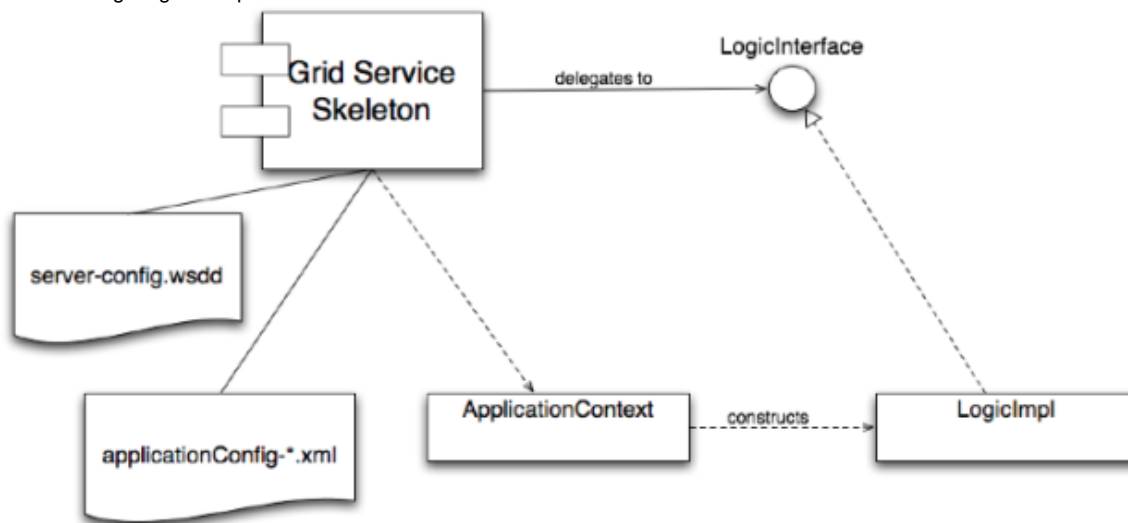 LogicInterface
Grid Service
Skeleton
delegates to
server-config.wsdd
applicationConfig-*.xml
ApplicationContext
constructs
LogicImpl